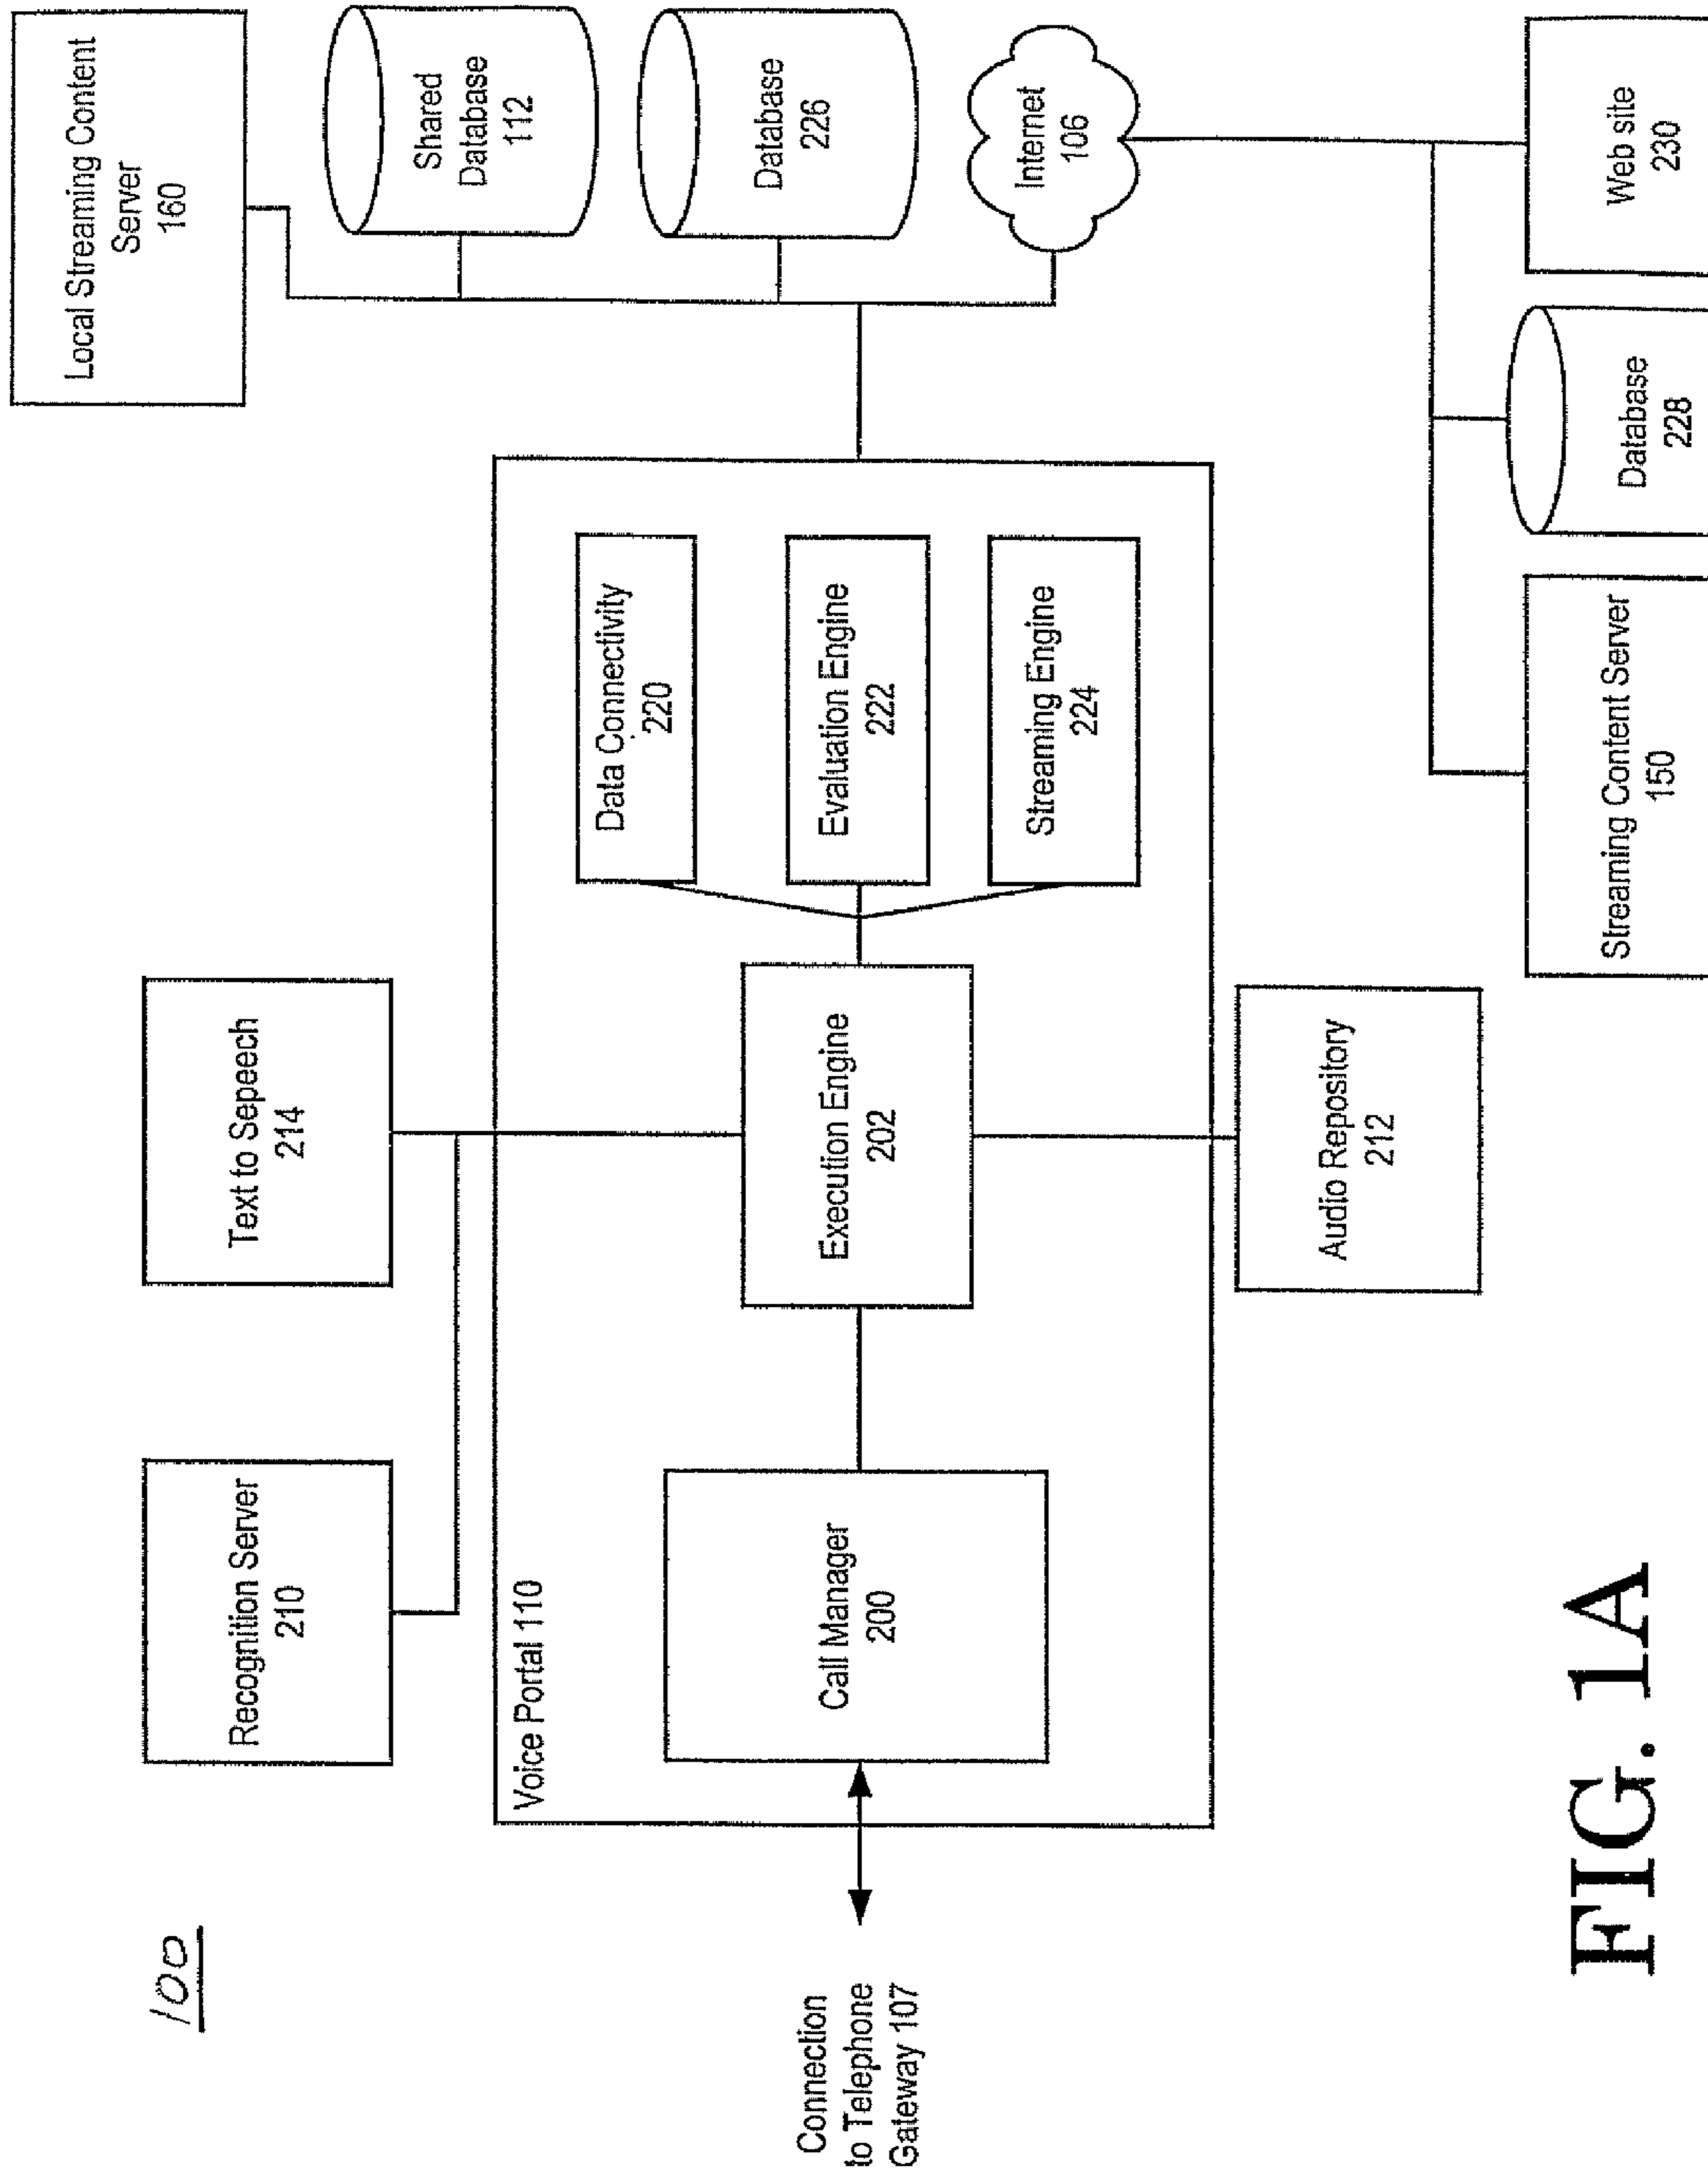 100
Recognition Server
210
Text to Sepeech
214
Local Streaming Content
Server
160
Shared
Database
112
Database
226
Internet
106
Voice Portal 110
Call Manager
200
Execution Engine
202
Data Connectivity
220
Evaluation Engine
222
Streaming Engine
224
Connection
to Telephone
Gateway 107
Audio Repository
212
Streaming Content Server
150
Database
228
Web site
230
FIG. 1A